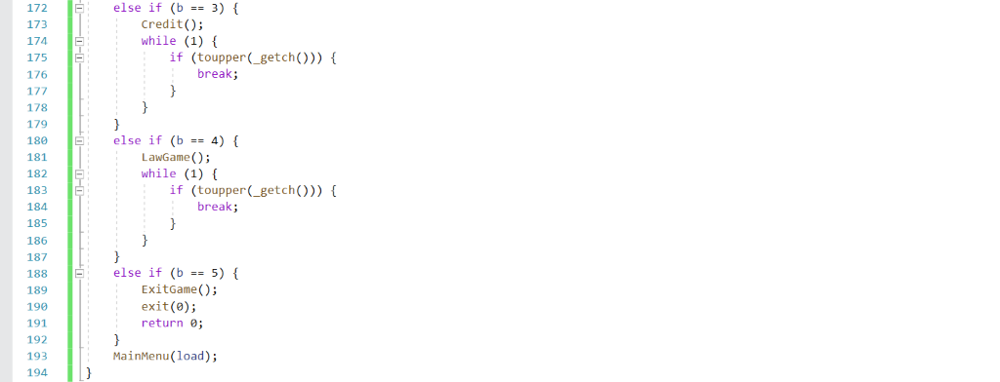 172 else if (b == 3) {
173 Credit();
174 while (1) {
175 if (toupper(_getch())) {
176 break;
177 }
178 }
179 }
180 else if (b == 4) {
181 LawGame();
182 while (1) {
183 if (toupper(_getch())) {
184 break;
185 }
186 }
187 }
188 else if (b == 5) {
189 ExitGame();
190 exit(0);
191 return 0;
192 }
193 MainMenu(load);
194 }